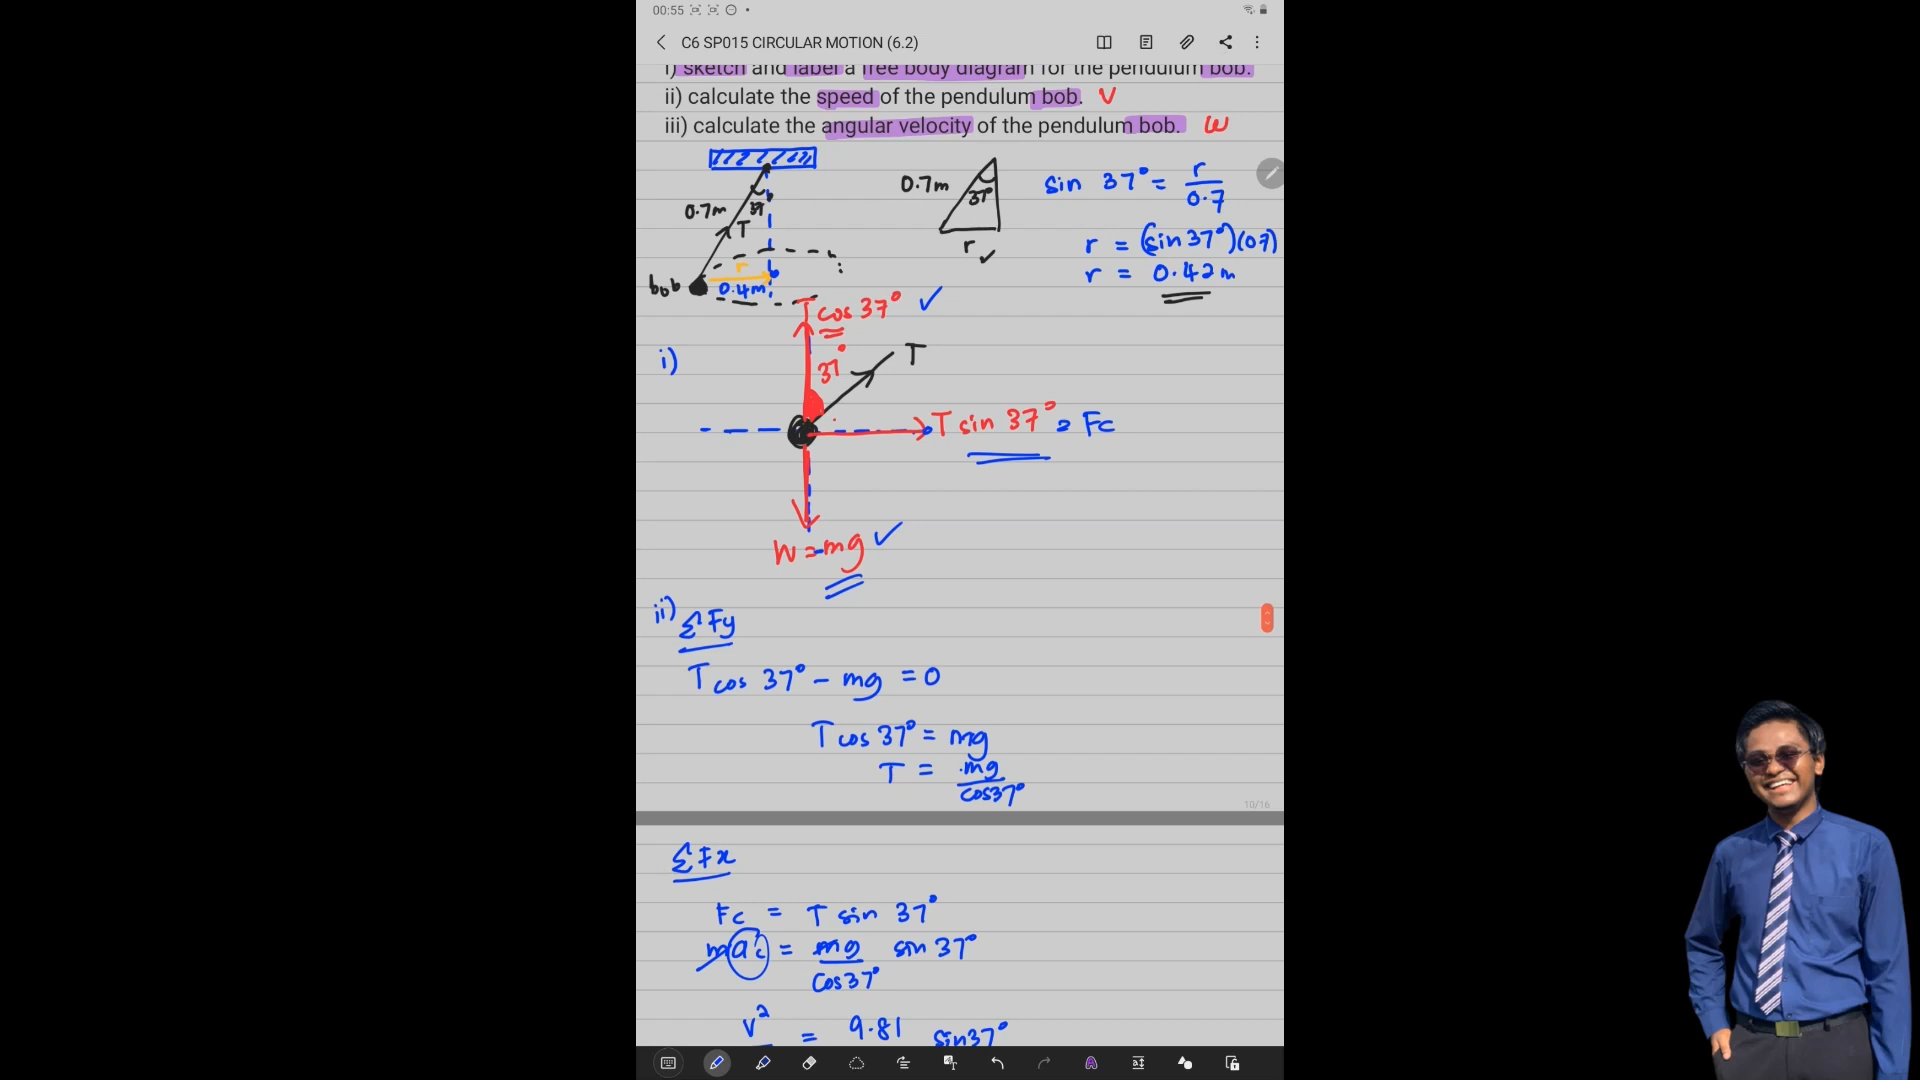 00:55
C6 SP015 CIRCULAR MOTION (6.2)
i) sketch and label a free body diagram for the pendulum bob.
ii) calculate the speed of the pendulum bob. V
iii) calculate the angular velocity of the pendulum bob. ω
0.7m
37°
T
bob
r
0.4m
0.7m
37°
r ✓
sin 37° = r/0.7
r = (sin 37°)(0.7)
r = 0.42m
i)
T cos 37° ✓
37°
T
T sin 37° = Fc
W = mg ✓
ii) ΣFy
T cos 37° - mg = 0
T cos 37° = mg
T = mg/cos37°
10/16
ΣFx
Fc = T sin 37°
mac = mg/cos37° sin 37°
v² = 9.81 sin37°